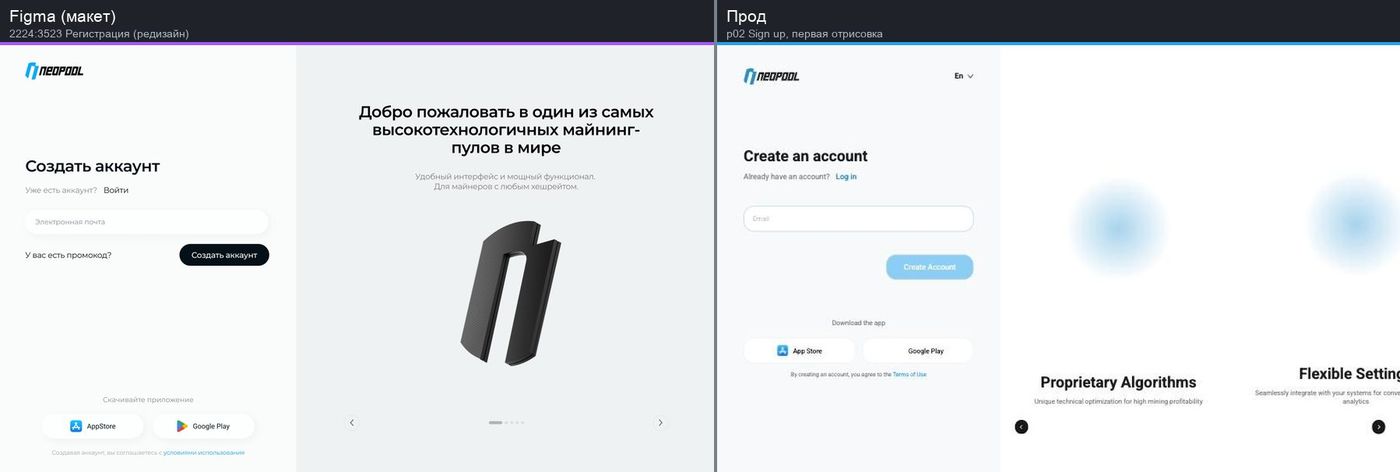 Figma (макет)
2224:3523 Регистрация (редизайн)
NEOPOOL
Создать аккаунт
Уже есть аккаунт? Войти
Электронная почта
У вас есть промокод?
Создать аккаунт
Скачивайте приложение
AppStore
Google Play
Создавая аккаунт, вы соглашаетесь с условиями использования
Добро пожаловать в один из самых
высокотехнологичных майнинг-
пулов в мире
Удобный интерфейс и мощный функционал.
Для майнеров с любым хешрейтом.
Прод
p02 Sign up, первая отрисовка
NEOPOOL
En
Create an account
Already have an account? Log in
Email
Create Account
Download the app
App Store
Google Play
By creating an account, you agree to the Terms of Use
Proprietary Algorithms
Unique technical optimization for high mining profitability
Flexible Setting
Seamlessly integrate with your systems for conve
analytics